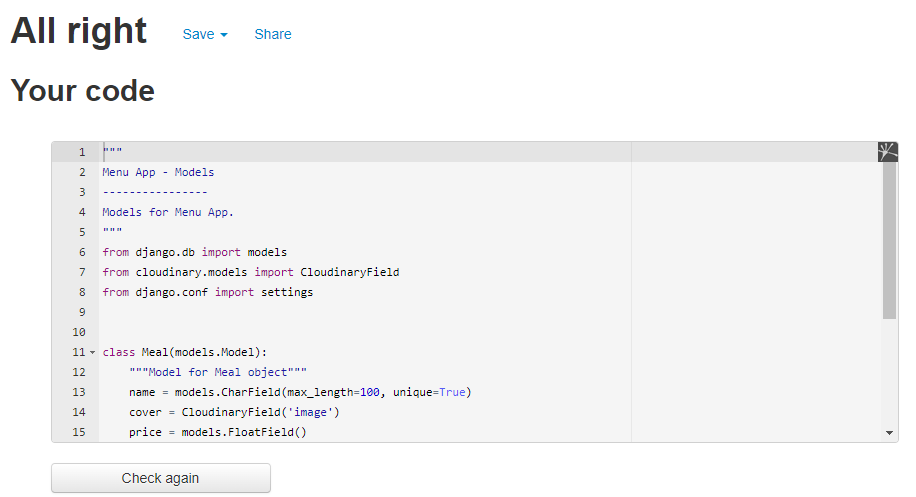 All right Save Share
Your code
1 """
2 Menu App - Models
3 ----------------
4 Models for Menu App.
5 """
6 from django.db import models
7 from cloudinary.models import CloudinaryField
8 from django.conf import settings
9
10
11 class Meal(models.Model):
12 """Model for Meal object"""
13 name = models.CharField(max_length=100, unique=True)
14 cover = CloudinaryField('image')
15 price = models.FloatField()
Check again